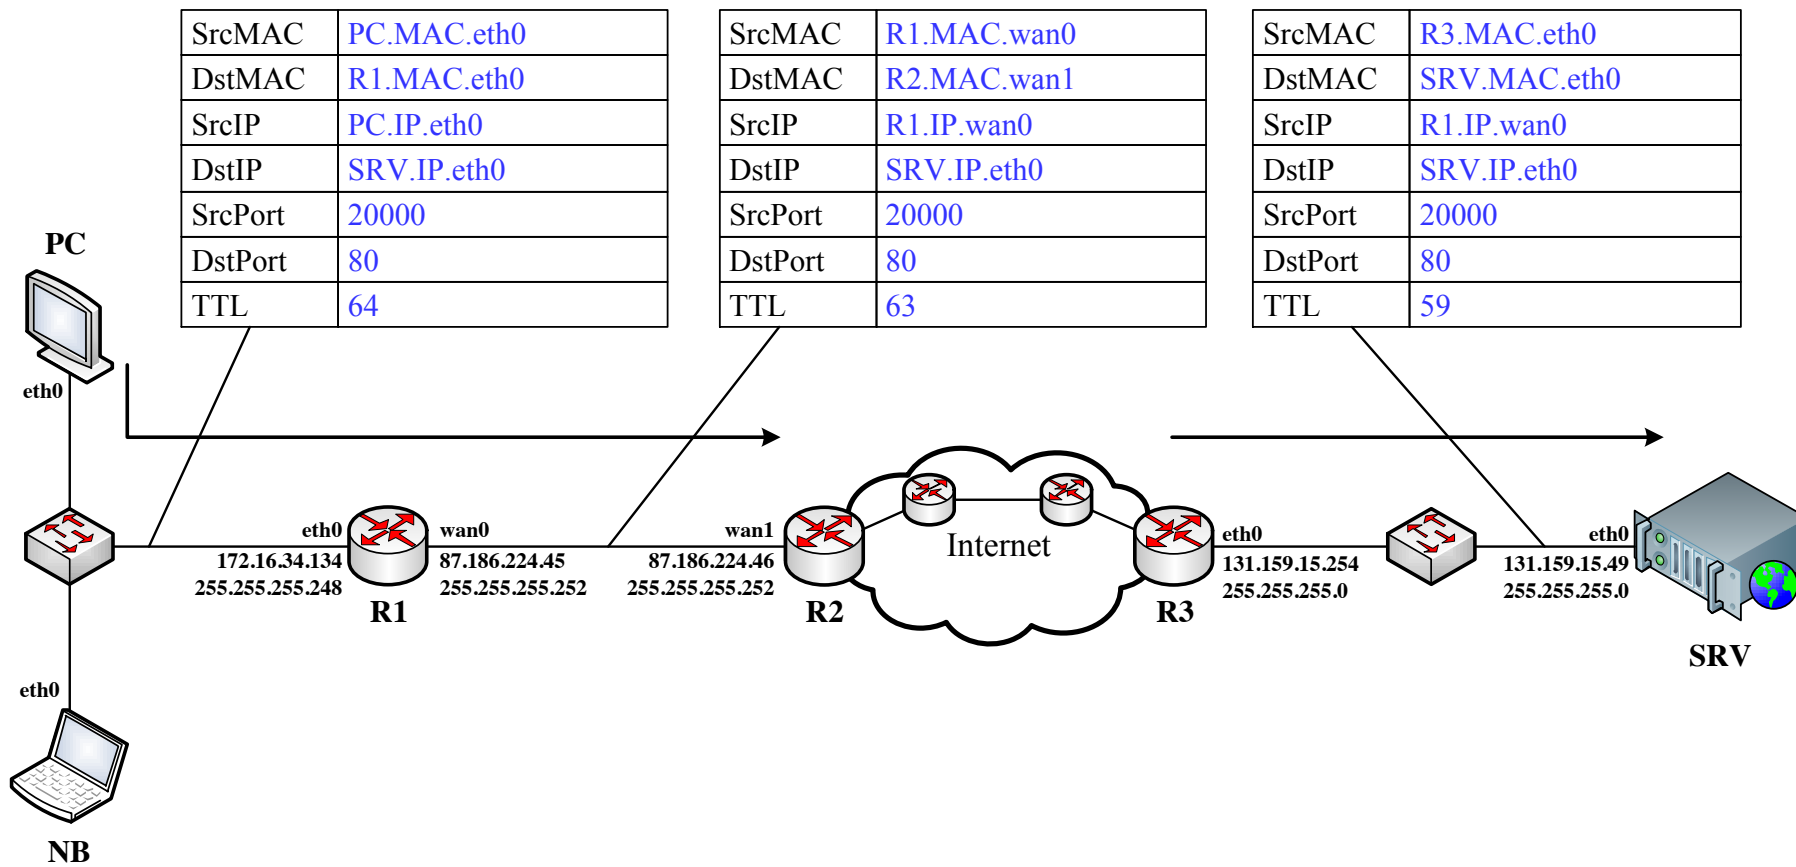 SrcMAC PC.MAC.eth0
DstMAC R1.MAC.eth0
SrcIP PC.IP.eth0
DstIP SRV.IP.eth0
SrcPort 20000
DstPort 80
TTL 64
SrcMAC R1.MAC.wan0
DstMAC R2.MAC.wan1
SrcIP R1.IP.wan0
DstIP SRV.IP.eth0
SrcPort 20000
DstPort 80
TTL 63
SrcMAC R3.MAC.eth0
DstMAC SRV.MAC.eth0
SrcIP R1.IP.wan0
DstIP SRV.IP.eth0
SrcPort 20000
DstPort 80
TTL 59
PC
eth0
eth0
172.16.34.134
255.255.255.248
R1
wan0
87.186.224.45
255.255.255.252
wan1
87.186.224.46
255.255.255.252
R2
Internet
R3
eth0
131.159.15.254
255.255.255.0
eth0
131.159.15.49
255.255.255.0
SRV
eth0
NB